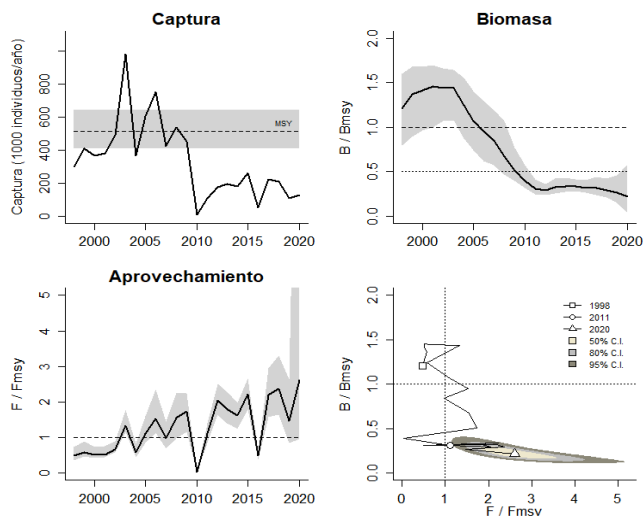 Captura
Captura (1000 individuos/año)
0 200 400 600 800
MSY
2000 2005 2010 2015 2020
Biomasa
B / Bmsy
0.0 0.5 1.0 1.5 2.0
2000 2005 2010 2015 2020
Aprovechamiento
F / Fmsy
0 1 2 3 4 5
2000 2005 2010 2015 2020
B / Bmsy
0.0 0.5 1.0 1.5 2.0
1998
2011
2020
50% C.I.
80% C.I.
95% C.I.
0 1 2 3 4 5
F / Fmsy